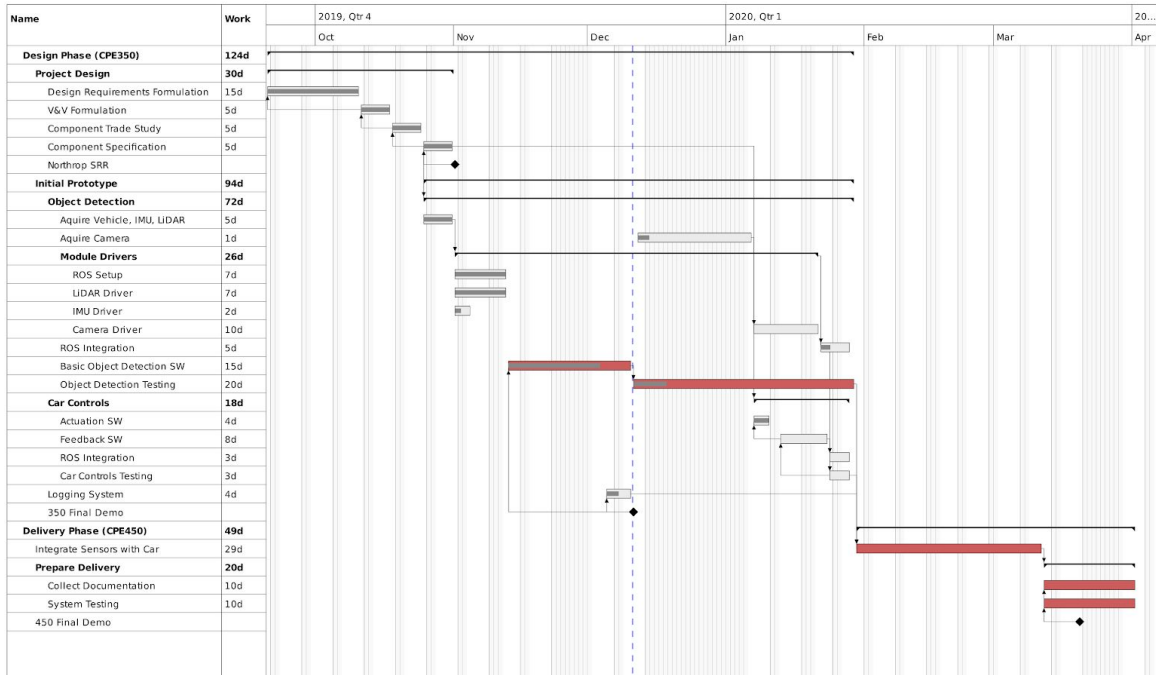 Name Work 2019, Qtr 4 2020, Qtr 1 20...
Oct Nov Dec Jan Feb Mar Apr
Design Phase (CPE350) 124d
Project Design 30d
Design Requirements Formulation 15d
V&V Formulation 5d
Component Trade Study 5d
Component Specification 5d
Northrop SRR
Initial Prototype 94d
Object Detection 72d
Aquire Vehicle, IMU, LiDAR 5d
Aquire Camera 1d
Module Drivers 26d
ROS Setup 7d
LiDAR Driver 7d
IMU Driver 2d
Camera Driver 10d
ROS Integration 5d
Basic Object Detection SW 15d
Object Detection Testing 20d
Car Controls 18d
Actuation SW 4d
Feedback SW 8d
ROS Integration 3d
Car Controls Testing 3d
Logging System 4d
350 Final Demo
Delivery Phase (CPE450) 49d
Integrate Sensors with Car 29d
Prepare Delivery 20d
Collect Documentation 10d
System Testing 10d
450 Final Demo